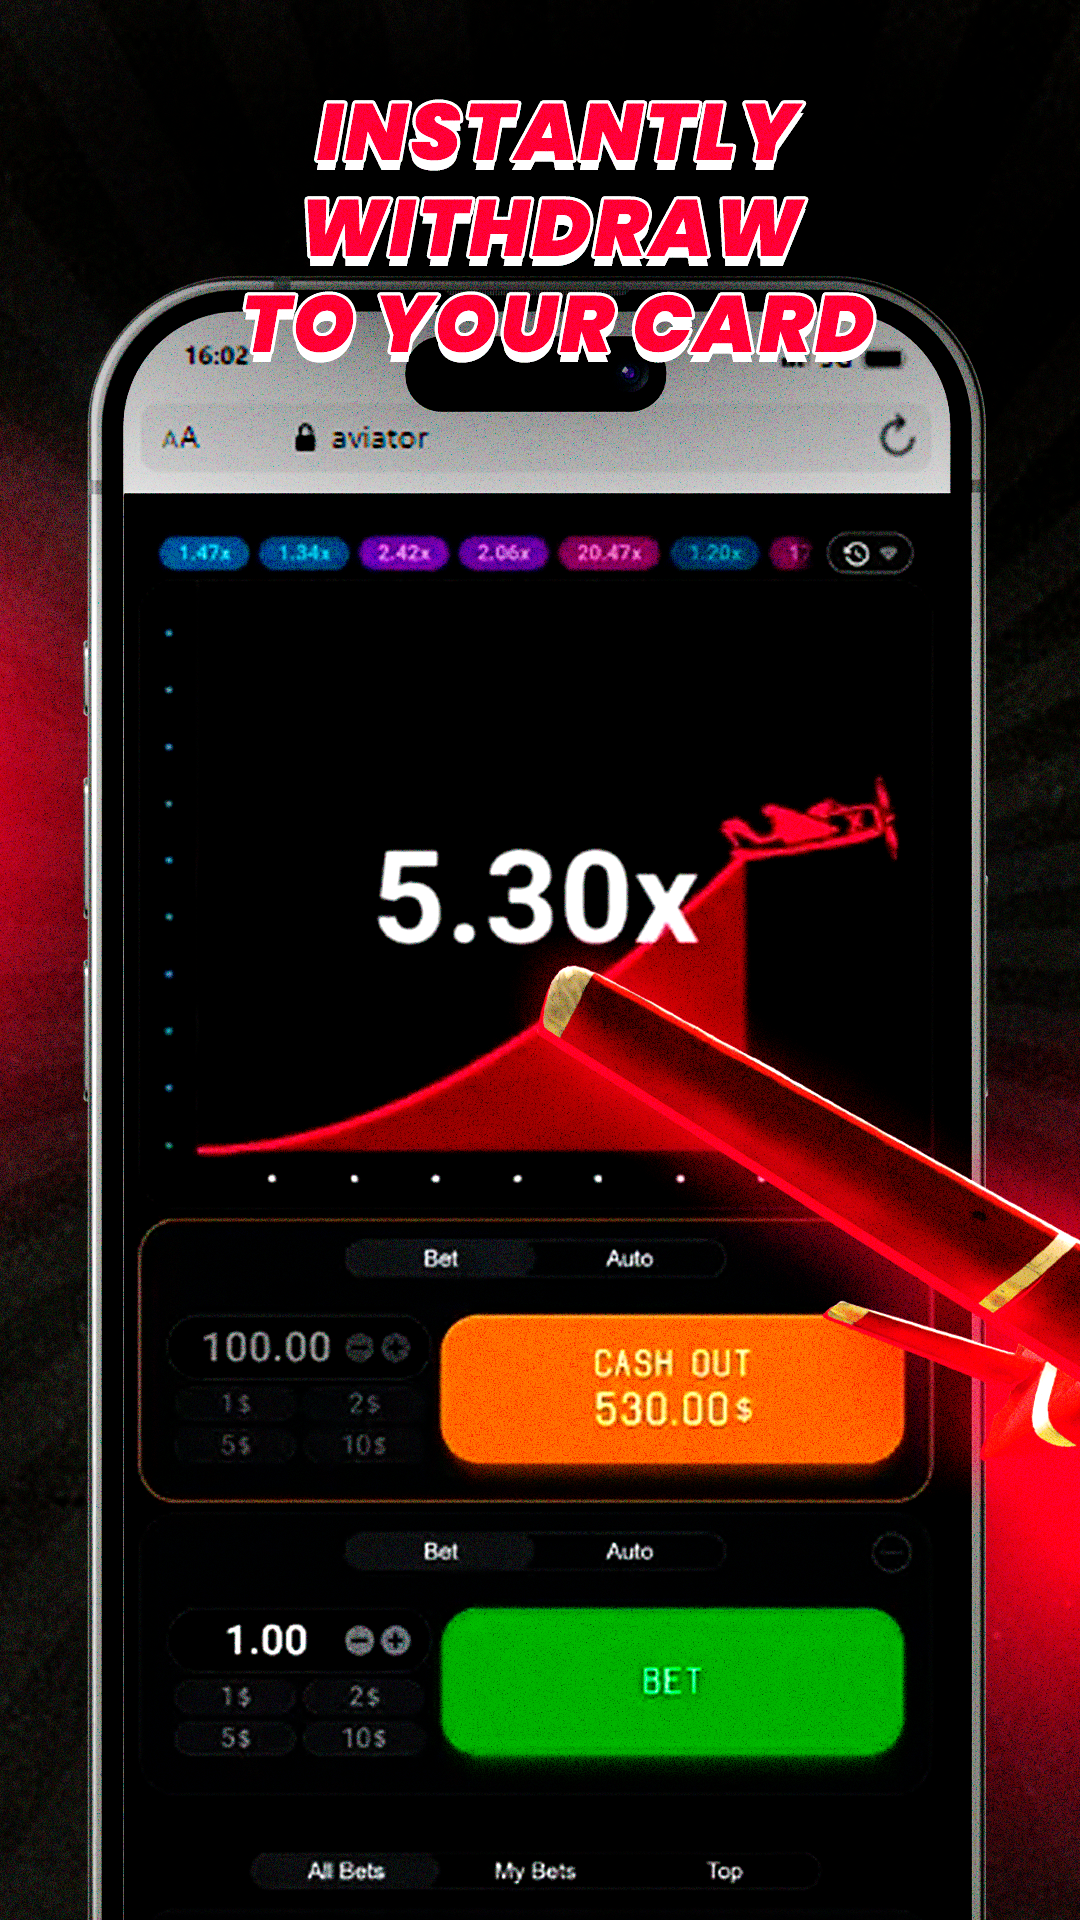 INSTANTLY
WITHDRAW
TO YOUR CARD
16:02
AA aviator
1.47x 1.34x 2.42x 2.06x 20.47x 1.20x
5.30x
Bet Auto
100.00
CASH OUT
530.00$
1$ 2$
5$ 10$
Bet Auto
1.00
BET
1$ 2$
5$ 10$
All Bets My Bets Top